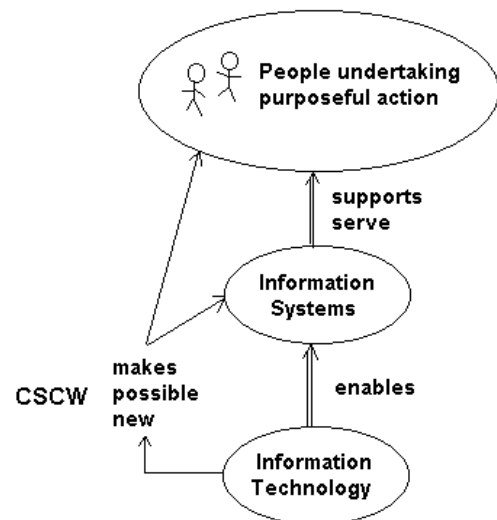 People undertaking
purposeful action
supports
serve
Information
Systems
makes
possible
new
CSCW
enables
Information
Technology